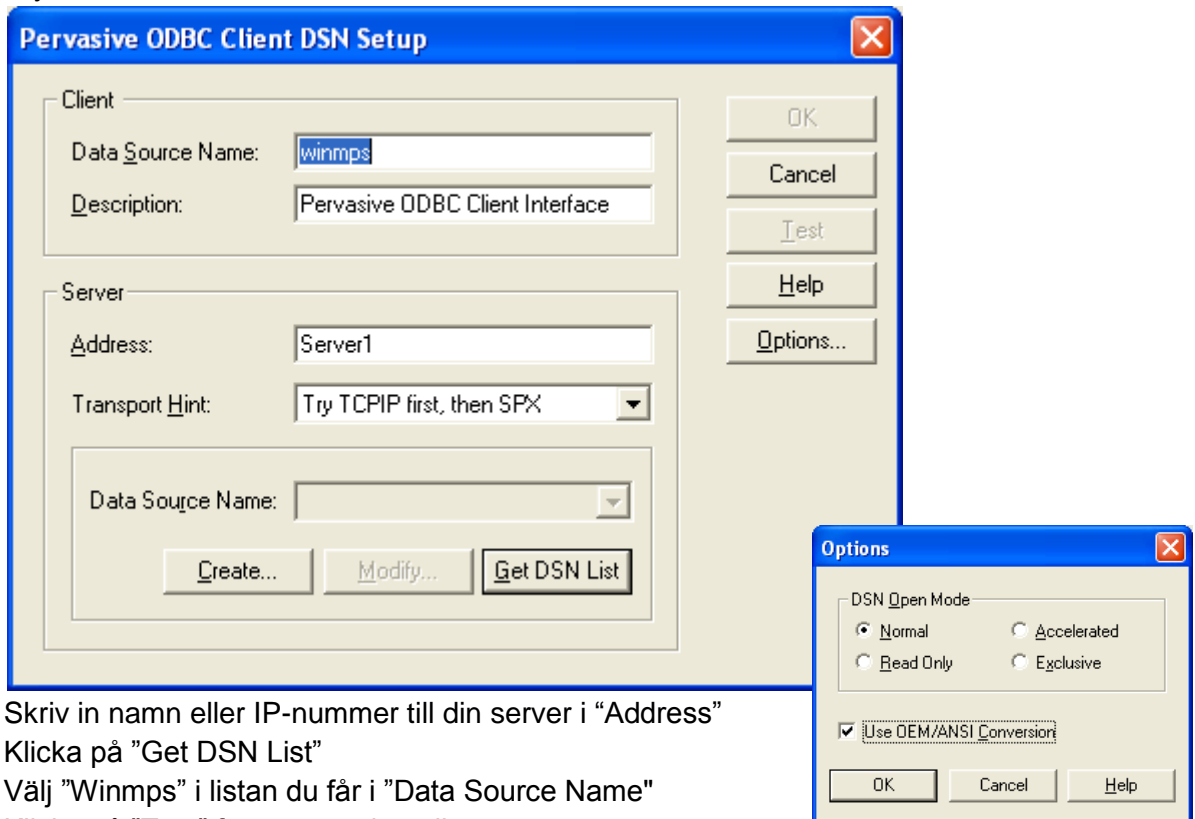 Pervasive ODBC Client DSN Setup
Client
Data Source Name:
winmps
Description:
Pervasive ODBC Client Interface
OK
Cancel
Test
Help
Options...
Server
Address:
Server1
Transport Hint:
Try TCPIP first, then SPX
Data Source Name:
Create...
Modify...
Get DSN List
Options
DSN Open Mode
Normal
Accelerated
Read Only
Exclusive
Use OEM/ANSI Conversion
OK
Cancel
Help
Skriv in namn eller IP-nummer till din server i “Address”
Klicka på ”Get DSN List”
Välj ”Winmps” i listan du får i ”Data Source Name"